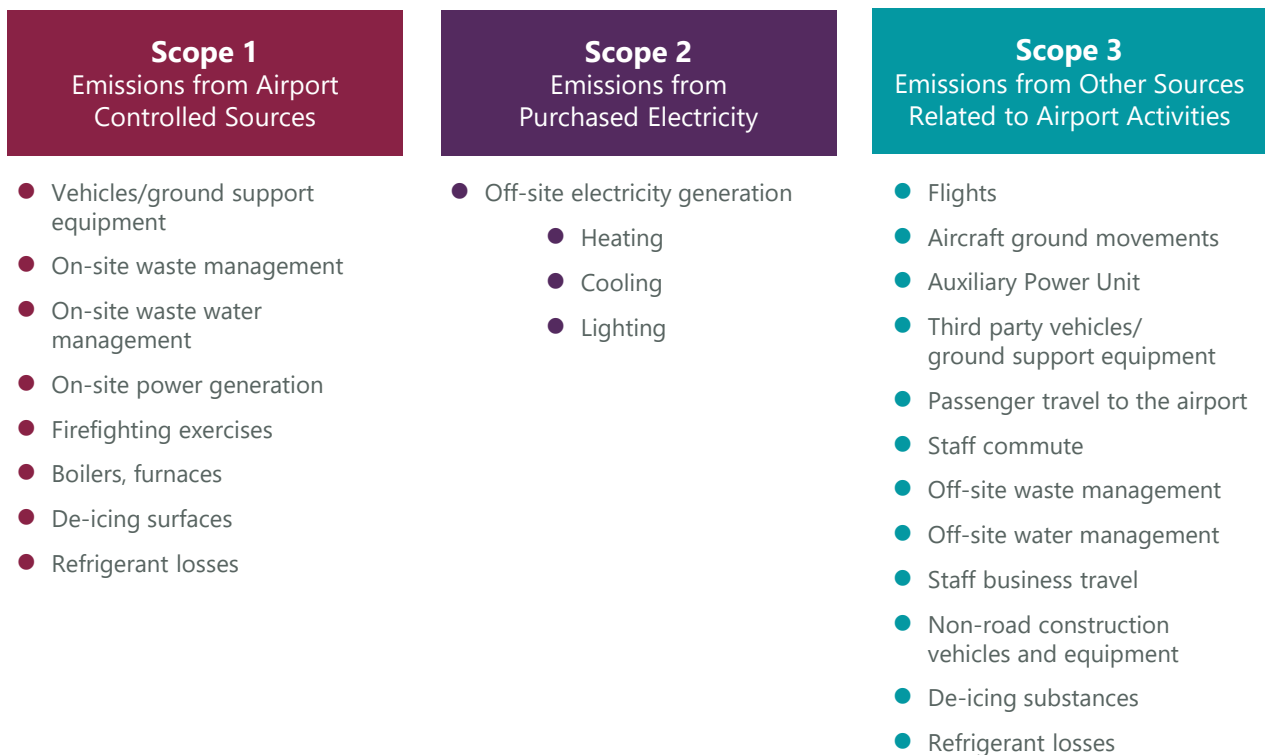 Scope 1
Emissions from Airport
Controlled Sources
Vehicles/ground support
equipment
On-site waste management
On-site waste water
management
On-site power generation
Firefighting exercises
Boilers, furnaces
De-icing surfaces
Refrigerant losses
Scope 2
Emissions from
Purchased Electricity
Off-site electricity generation
Heating
Cooling
Lighting
Scope 3
Emissions from Other Sources
Related to Airport Activities
Flights
Aircraft ground movements
Auxiliary Power Unit
Third party vehicles/
ground support equipment
Passenger travel to the airport
Staff commute
Off-site waste management
Off-site water management
Staff business travel
Non-road construction
vehicles and equipment
De-icing substances
Refrigerant losses